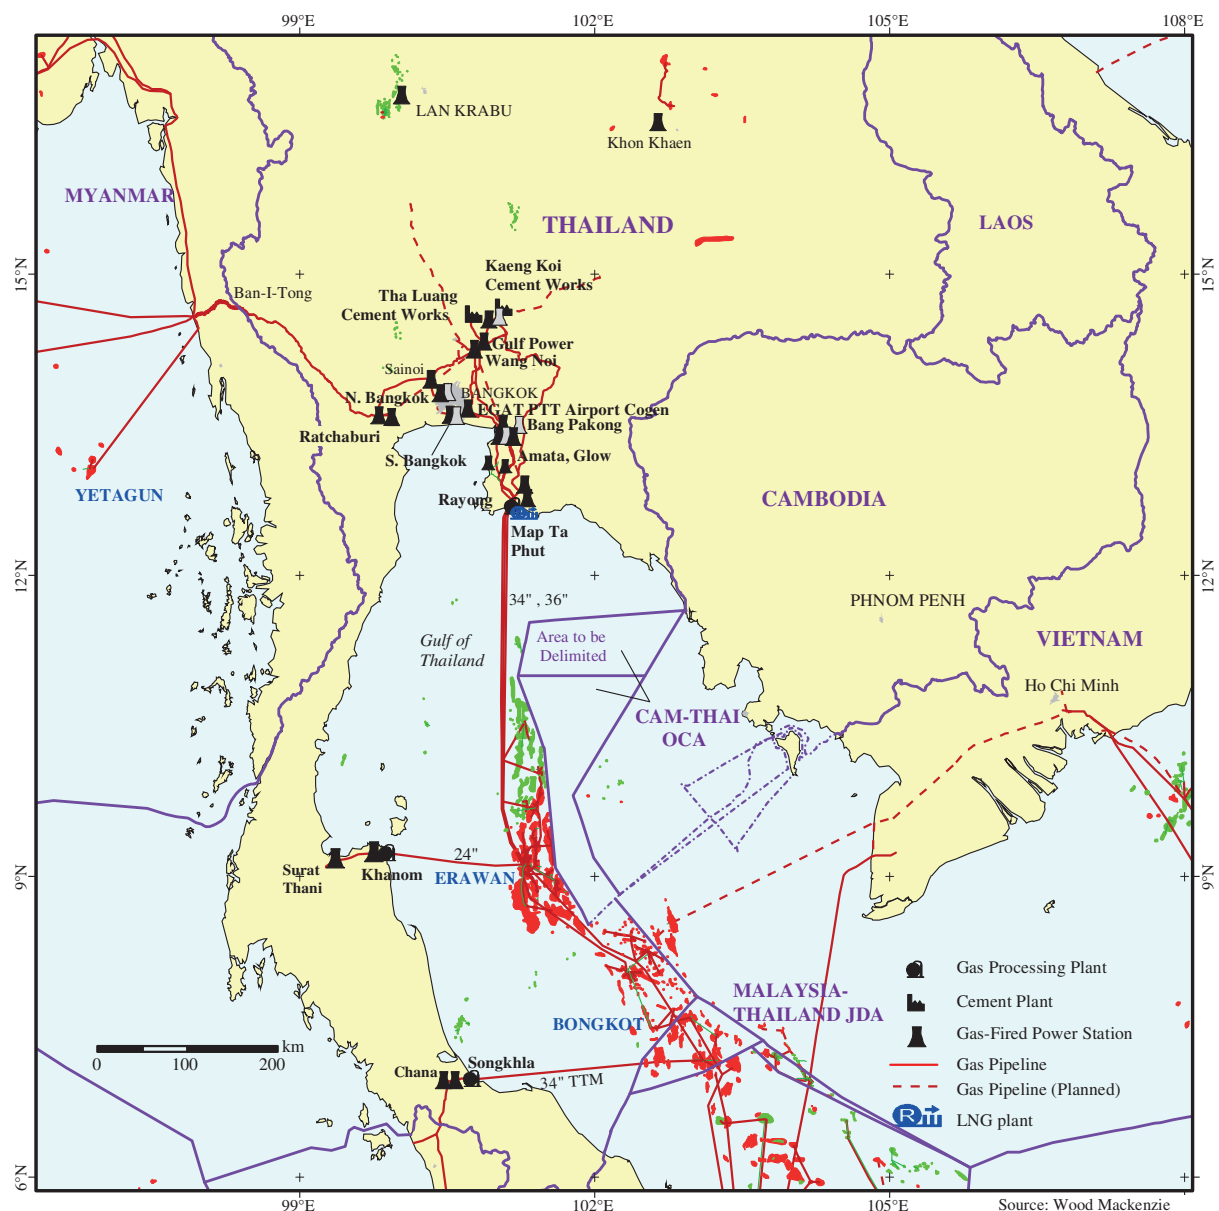 99°E
102°E
105°E
108°E
LAN KRABU
Khon Khaen
MYANMAR
THAILAND
LAOS
15°N
15°N
Kaeng Koi
Cement Works
Ban-I-Tong
Tha Luang
Cement Works
Gulf Power
Wang Noi
Sainoi
BANGKOK
N. Bangkok
EGAT PTT Airport Cogen
Bang Pakong
Ratchaburi
S. Bangkok
Amata, Glow
YETAGUN
Rayong
CAMBODIA
Map Ta
Phut
12°N
12°N
34" , 36"
PHNOM PENH
Gulf of
Thailand
Area to be
Delimited
VIETNAM
Ho Chi Minh
CAM-THAI
OCA
24"
Surat
Thani
Khanom
ERAWAN
9°N
9°N
Gas Processing Plant
MALAYSIA-
THAILAND JDA
Cement Plant
BONGKOT
Gas-Fired Power Station
km
0
100
200
Songkhla
Chana
34" TTM
Gas Pipeline
Gas Pipeline (Planned)
R
LNG plant
6°N
6°N
99°E
102°E
105°E
Source: Wood Mackenzie